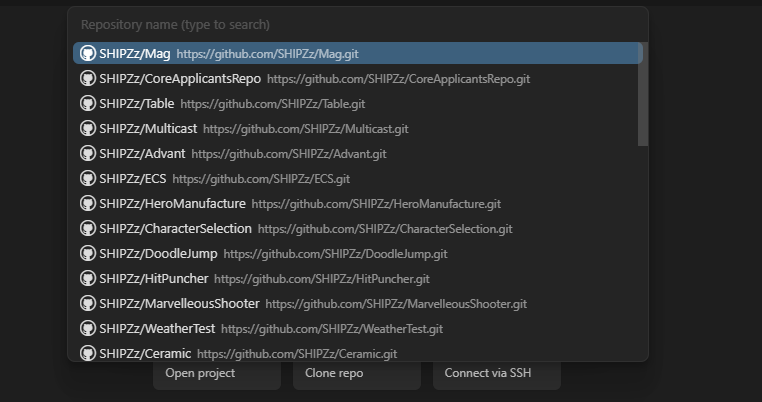 Repository name (type to search)
SHIPZz/Mag https://github.com/SHIPZz/Mag.git
SHIPZz/CoreApplicantsRepo https://github.com/SHIPZz/CoreApplicantsRepo.git
SHIPZz/Table https://github.com/SHIPZz/Table.git
SHIPZz/Multicast https://github.com/SHIPZz/Multicast.git
SHIPZz/Advant https://github.com/SHIPZz/Advant.git
SHIPZz/ECS https://github.com/SHIPZz/ECS.git
SHIPZz/HeroManufacture https://github.com/SHIPZz/HeroManufacture.git
SHIPZz/CharacterSelection https://github.com/SHIPZz/CharacterSelection.git
SHIPZz/DoodleJump https://github.com/SHIPZz/DoodleJump.git
SHIPZz/HitPuncher https://github.com/SHIPZz/HitPuncher.git
SHIPZz/MarvelleousShooter https://github.com/SHIPZz/MarvelleousShooter.git
SHIPZz/WeatherTest https://github.com/SHIPZz/WeatherTest.git
SHIPZz/Ceramic https://github.com/SHIPZz/Ceramic.git
Open project Clone repo Connect via SSH